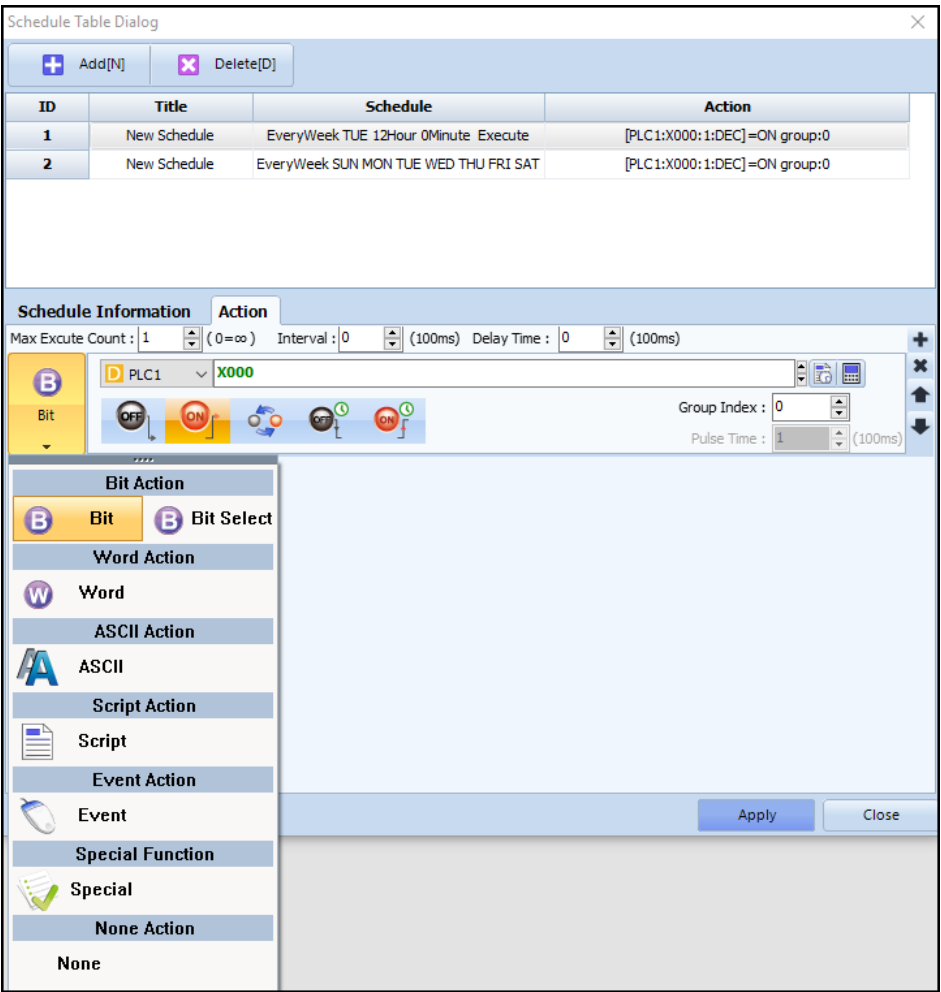 Schedule Table Dialog
Add[N] Delete[D]
ID Title Schedule Action
1 New Schedule EveryWeek TUE 12Hour 0Minute Execute [PLC1:X000:1:DEC]=ON group:0
2 New Schedule EveryWeek SUN MON TUE WED THU FRI SAT [PLC1:X000:1:DEC]=ON group:0
Schedule Information Action
Max Excute Count : 1 (0=∞) Interval : 0 (100ms) Delay Time : 0 (100ms)
B D PLC1 X000
Bit OFF ON OFF ON Group Index : 0
Pulse Time : 1 (100ms)
Bit Action
B Bit B Bit Select
Word Action
W Word
ASCII Action
ASCII
Script Action
Script
Event Action
Event
Apply Close
Special Function
Special
None Action
None